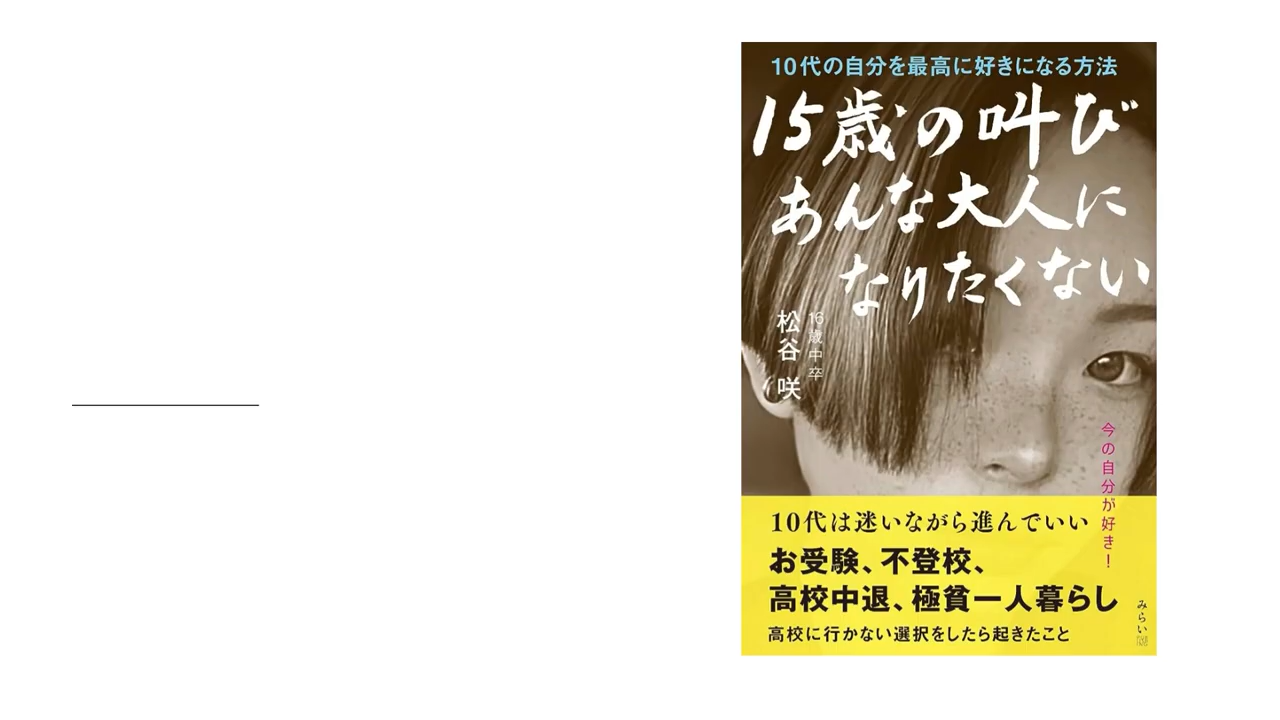 10代の自分を最高に好きになる方法
15歳の叫び
あんな大人に
なりたくない
16歳中卒
松谷 咲
今の自分が好き！
10代は迷いながら進んでいい
お受験、不登校、
高校中退、極貧一人暮らし
高校に行かない選択をしたら起きたこと
みらい